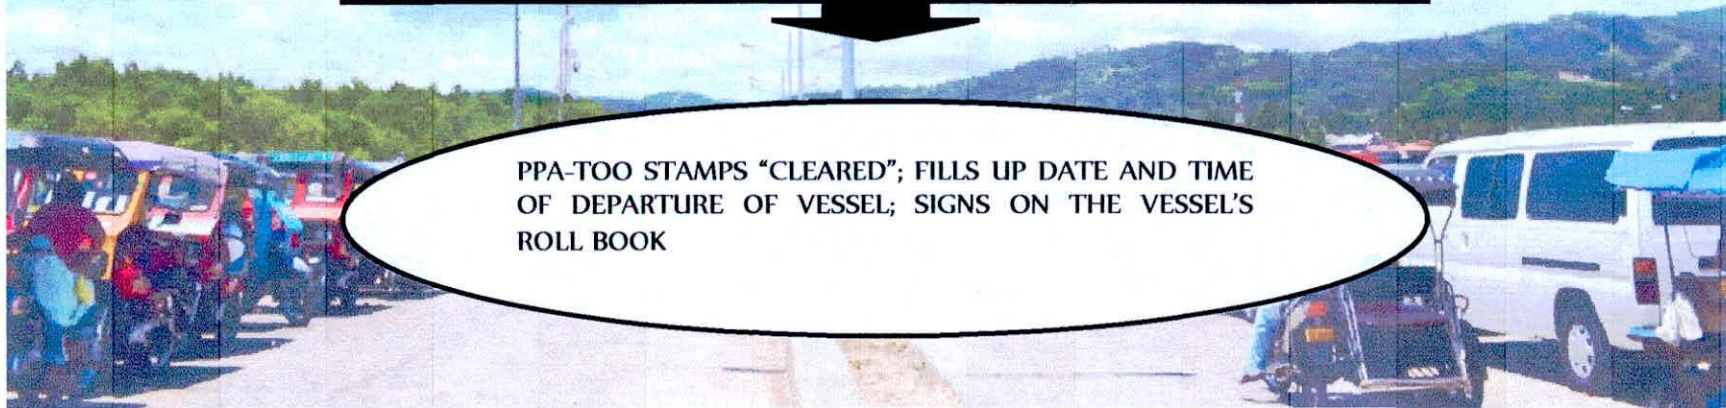 PPA-TOO STAMPS “CLEARED”; FILLS UP DATE AND TIME
OF DEPARTURE OF VESSEL; SIGNS ON THE VESSEL’S
ROLL BOOK